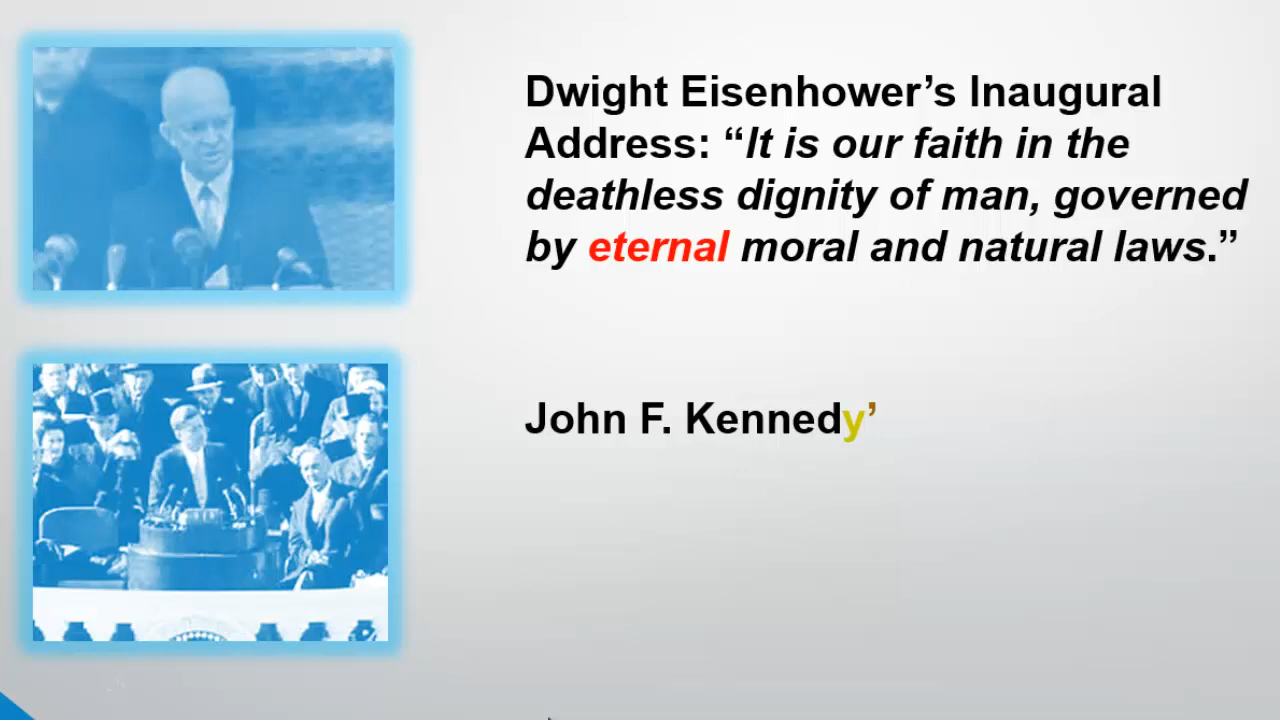 Dwight Eisenhower’s Inaugural
Address: “It is our faith in the
deathless dignity of man, governed
by eternal moral and natural laws.”
John F. Kennedy’